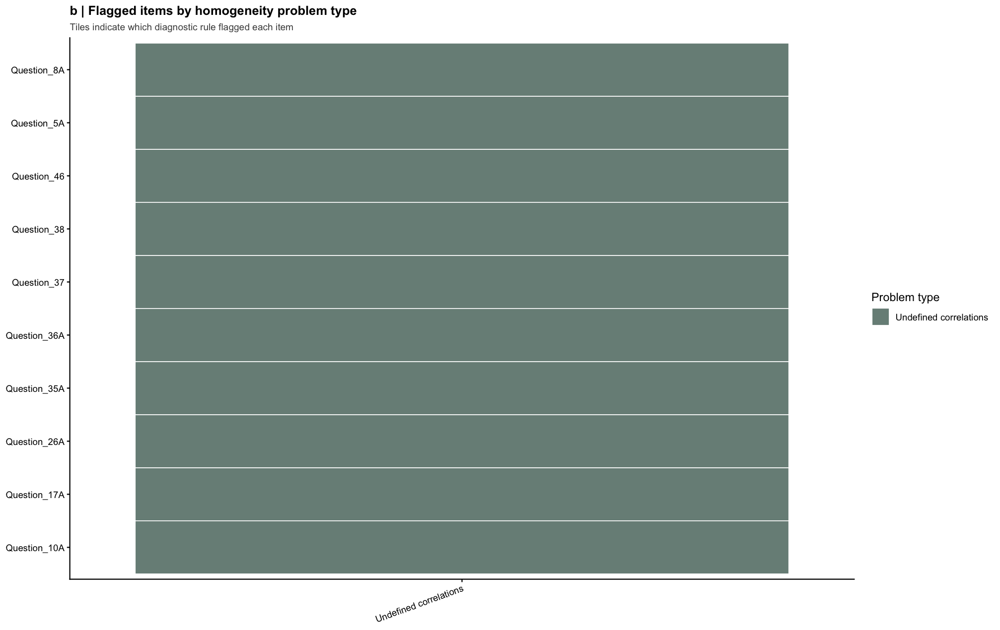 b | Flagged items by homogeneity problem type
Tiles indicate which diagnostic rule flagged each item
Question_8A
Question_5A
Question_46
Question_38
Question_37
Question_36A
Question_35A
Question_26A
Question_17A
Question_10A
Undefined correlations
Problem type
Undefined correlations